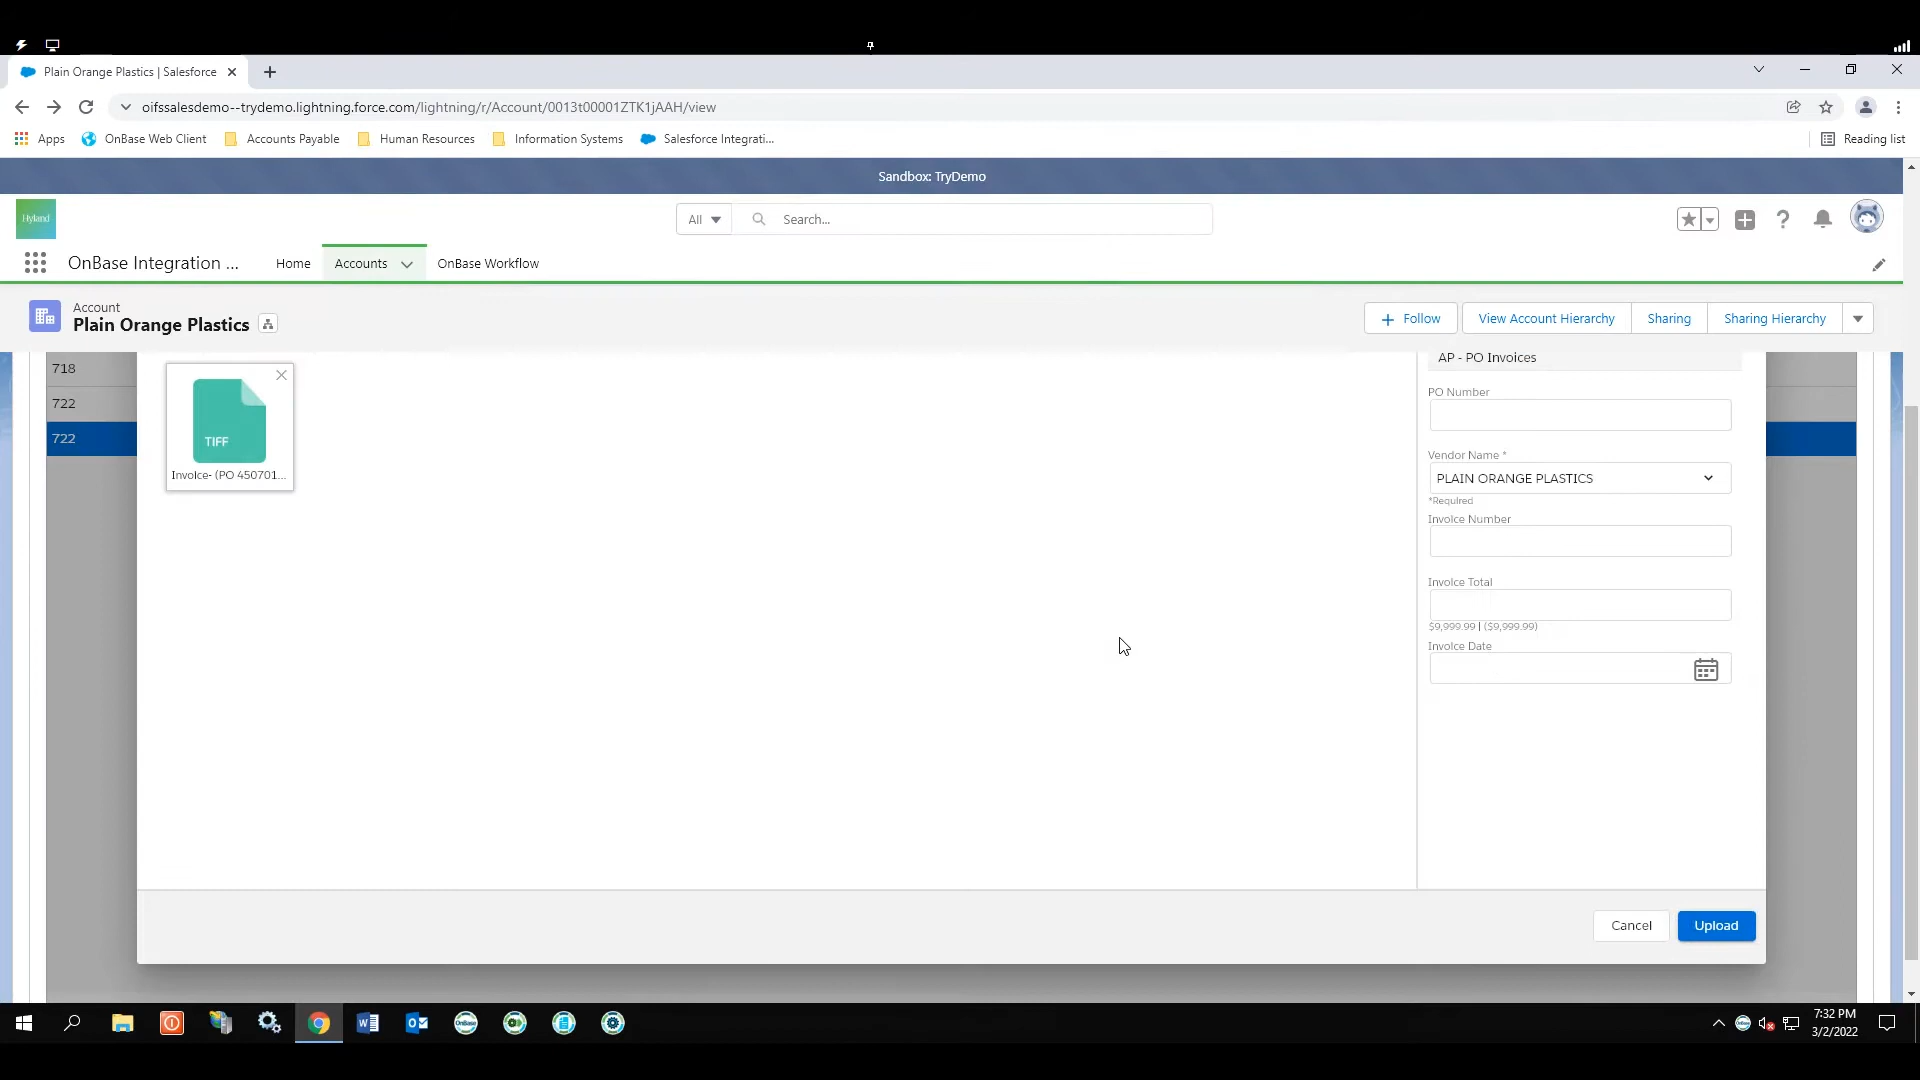 Plain Orange Plastics | Salesforce
oifssalesdemo--trydemo.lightning.force.com/lightning/r/Account/0013t00001ZTK1jAAH/view
Apps OnBase Web Client Accounts Payable Human Resources Information Systems Salesforce Integrati... Reading list
Sandbox: TryDemo
Hyland
All Search...
OnBase Integration ... Home Accounts OnBase Workflow
Account
Plain Orange Plastics
Follow View Account Hierarchy Sharing Sharing Hierarchy
718
722
722
TIFF
Invoice- (PO 450701...
AP - PO Invoices
PO Number
Vendor Name *
PLAIN ORANGE PLASTICS
*Required
Invoice Number
Invoice Total
$9,999.99 | ($9,999.99)
Invoice Date
Cancel Upload
OnBase
7:32 PM
3/2/2022